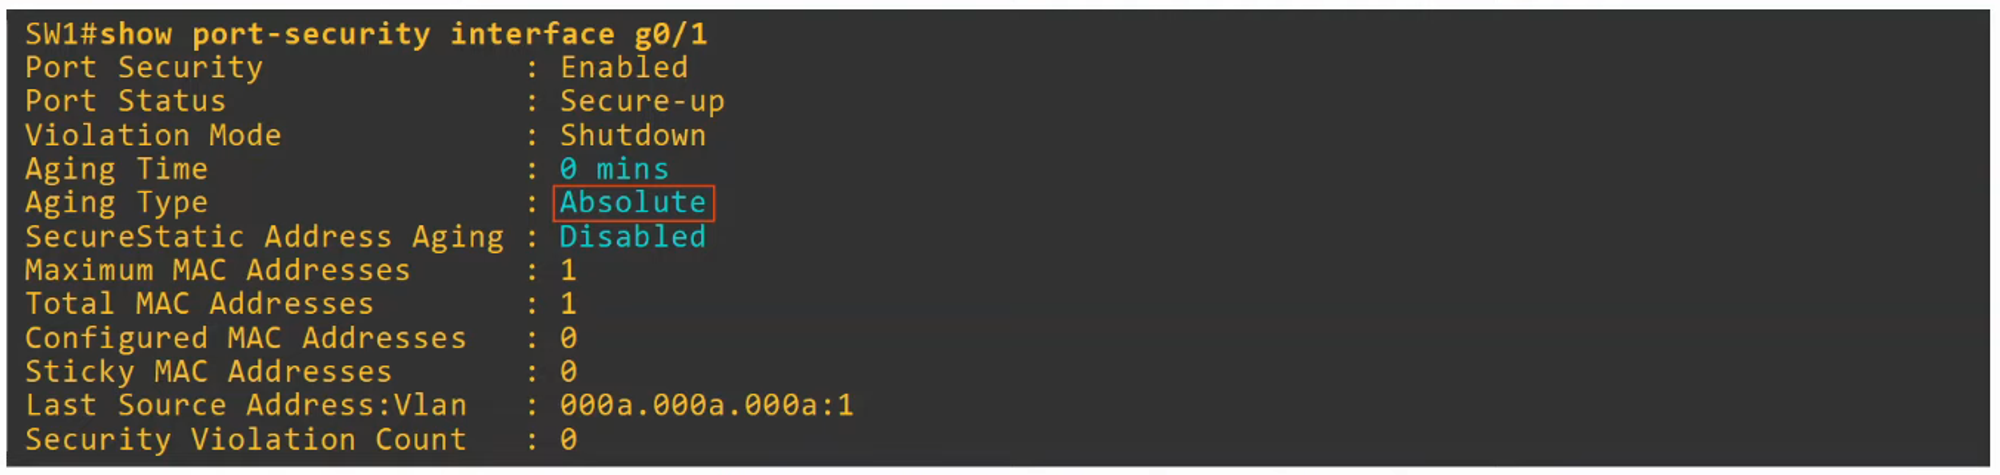 SW1#show port-security interface g0/1
Port Security : Enabled
Port Status : Secure-up
Violation Mode : Shutdown
Aging Time : 0 mins
Aging Type : Absolute
SecureStatic Address Aging : Disabled
Maximum MAC Addresses : 1
Total MAC Addresses : 1
Configured MAC Addresses : 0
Sticky MAC Addresses : 0
Last Source Address:Vlan : 000a.000a.000a:1
Security Violation Count : 0